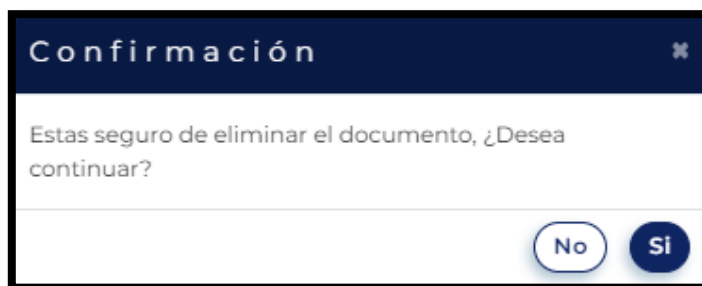 Confirmación
Estas seguro de eliminar el documento, ¿Desea
continuar?
No
Si